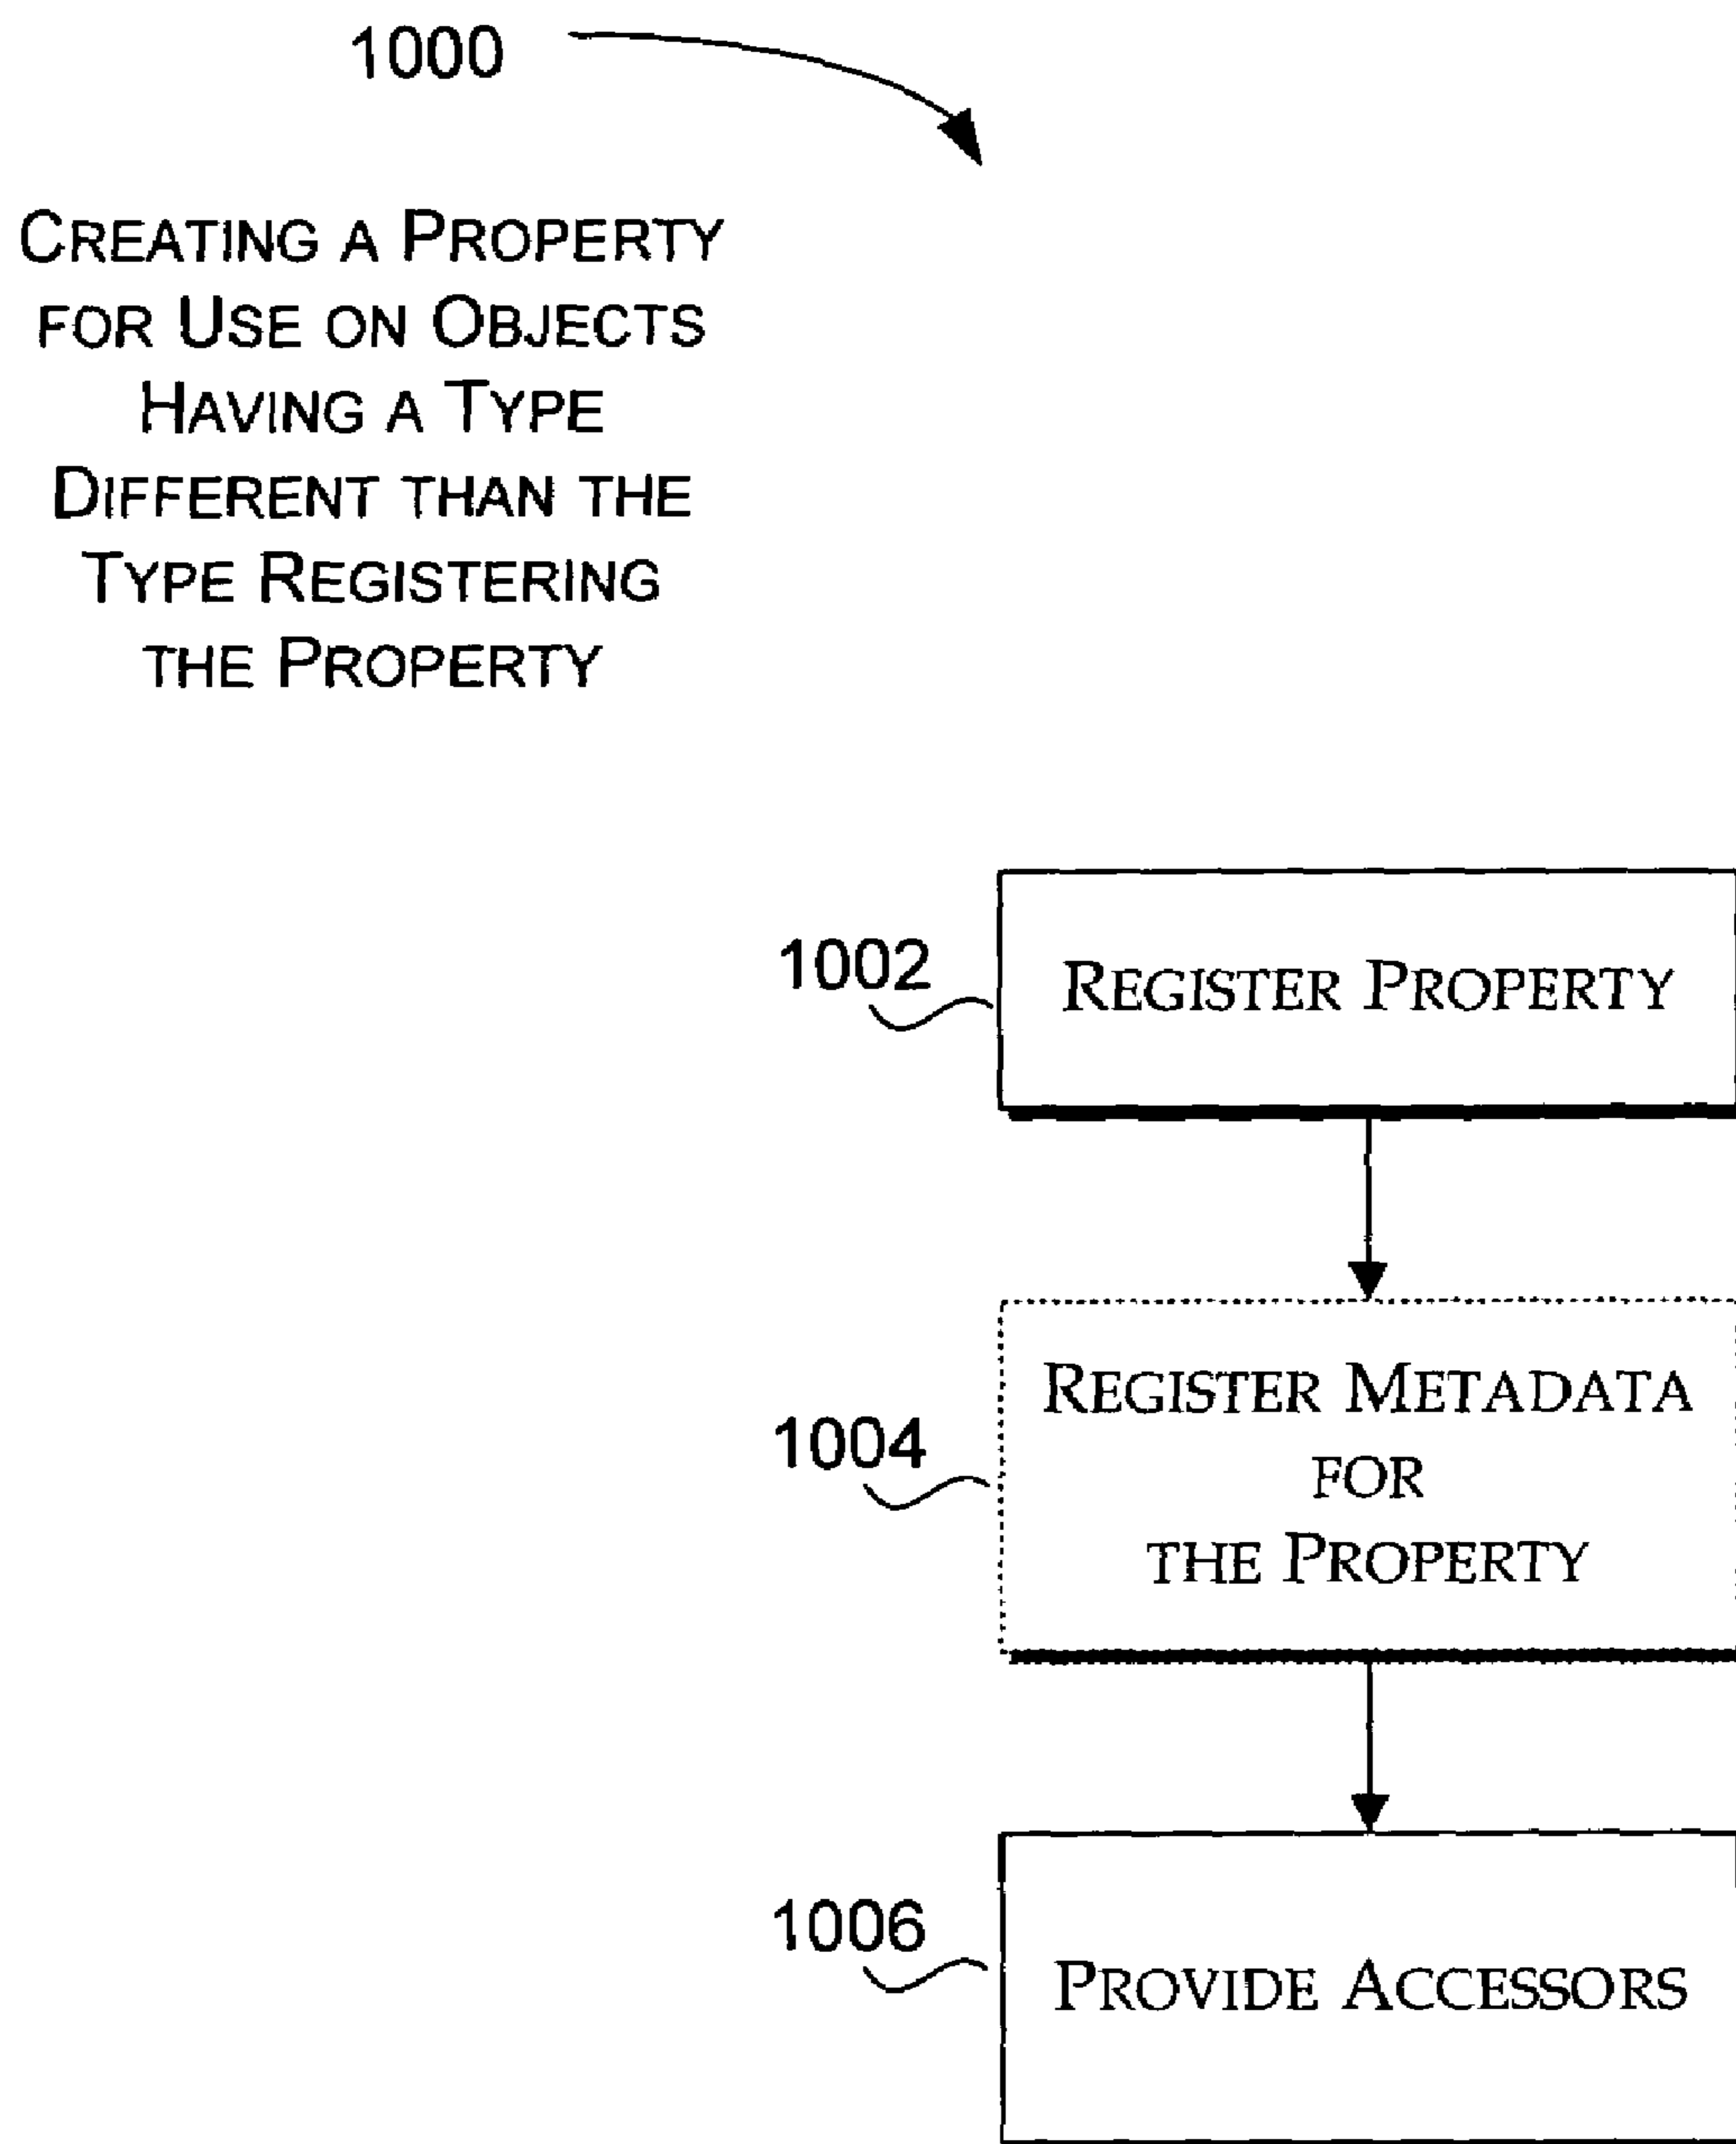 1000
CREATING A PROPERTY
FOR USE ON OBJECTS
HAVING A TYPE
DIFFERENT THAN THE
TYPE REGISTERING
THE PROPERTY
1002
REGISTER PROPERTY
1004
REGISTER METADATA
FOR
THE PROPERTY
1006
PROVIDE ACCESSORS